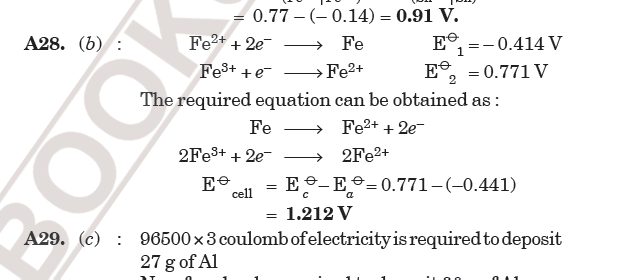 = 0.77 – (– 0.14) = 0.91 V.
A28. (b) : Fe²⁺ + 2e⁻ ⟶ Fe E⊖₁ = – 0.414 V
Fe³⁺ + e⁻ ⟶ Fe²⁺ E⊖₂ = 0.771 V
The required equation can be obtained as :
Fe ⟶ Fe²⁺ + 2e⁻
2Fe³⁺ + 2e⁻ ⟶ 2Fe²⁺
E⊖cell = E_c⊖ – E_a⊖ = 0.771 – (–0.441)
= 1.212 V
A29. (c) : 96500 × 3 coulomb of electricity is required to deposit
27 g of Al